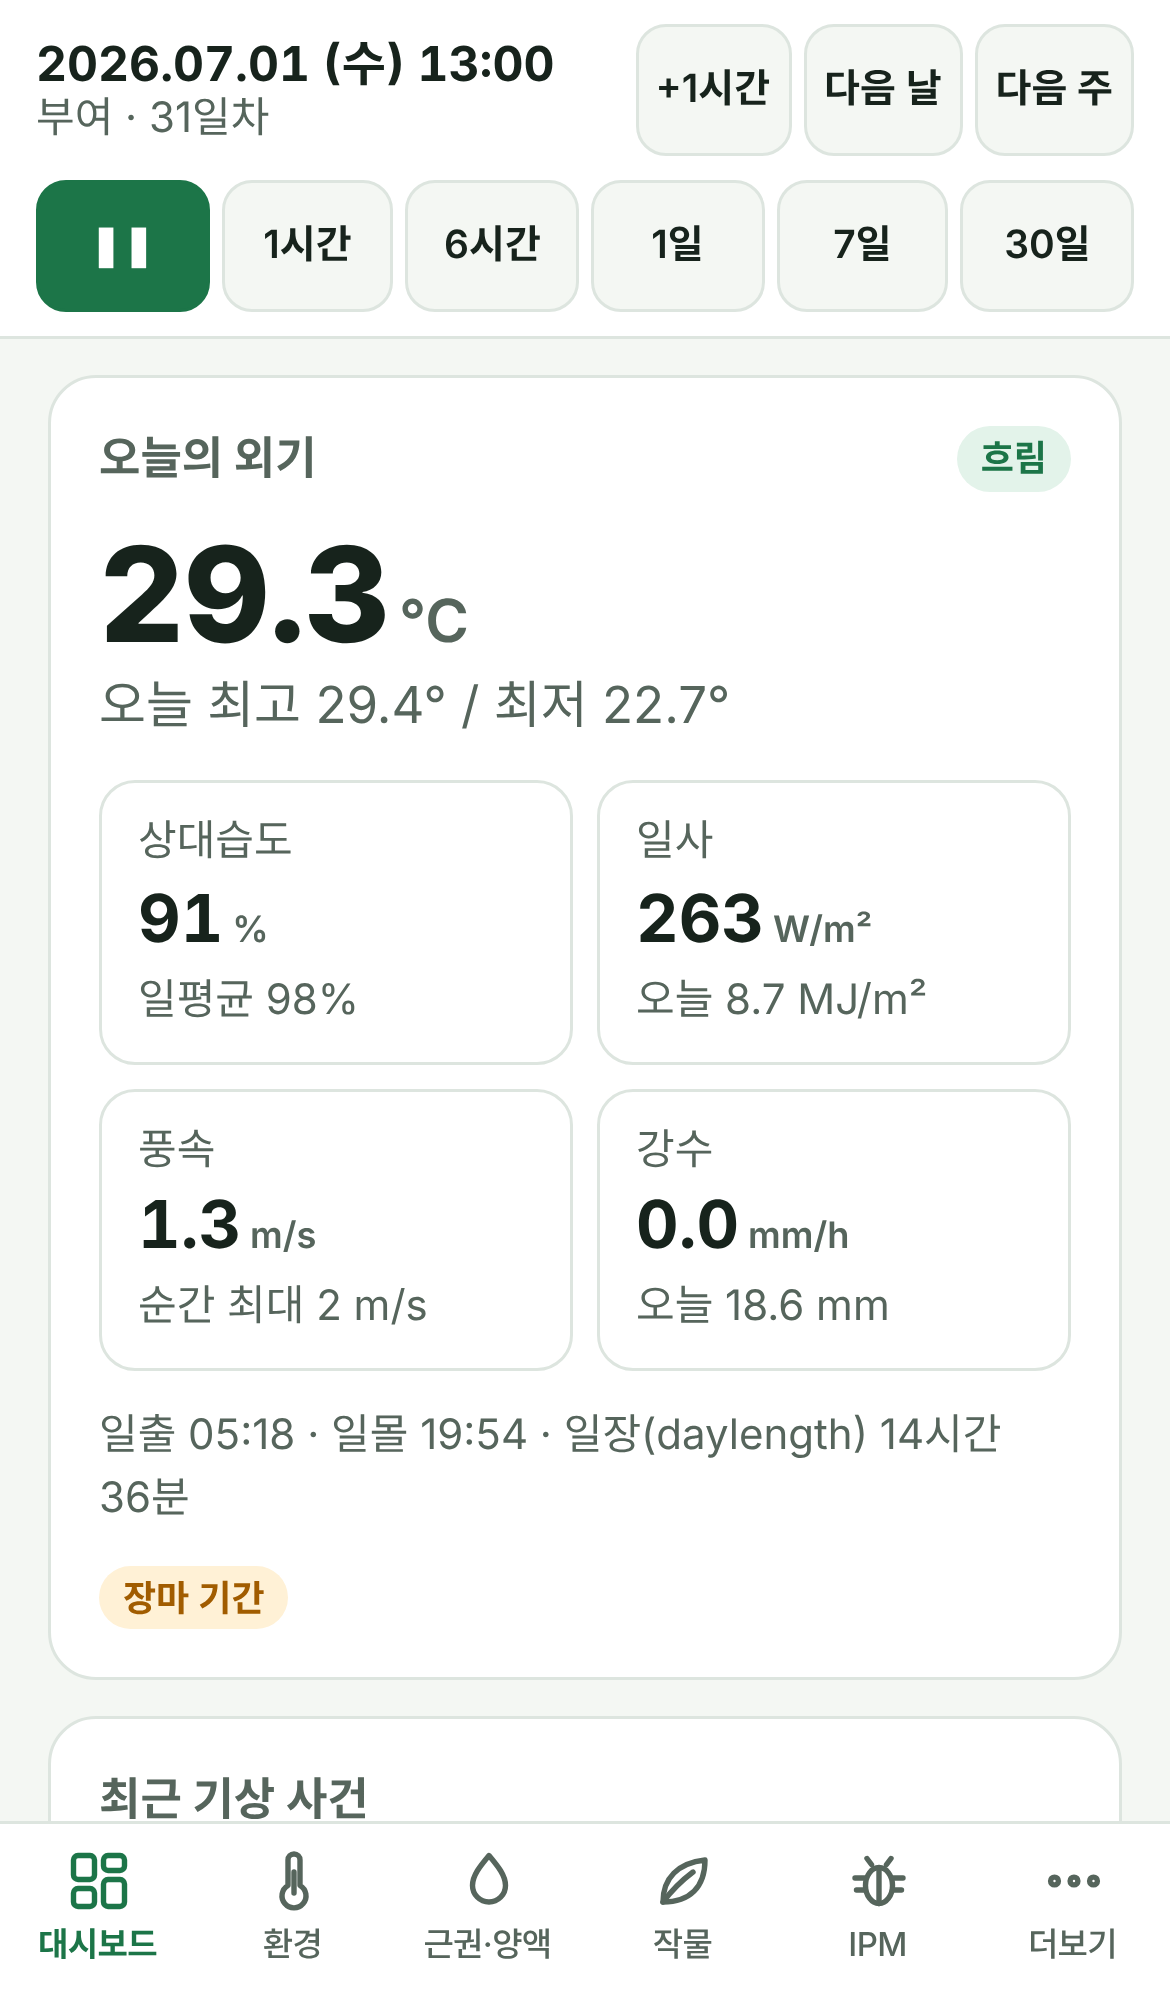 2026.07.01 (수) 13:00
부여 · 31일차
+1시간
다음 날
다음 주
1시간
6시간
1일
7일
30일
오늘의 외기
흐림
29.3 °C
오늘 최고 29.4° / 최저 22.7°
상대습도
91 %
일평균 98%
일사
263 W/m²
오늘 8.7 MJ/m²
풍속
1.3 m/s
순간 최대 2 m/s
강수
0.0 mm/h
오늘 18.6 mm
일출 05:18 · 일몰 19:54 · 일장(daylength) 14시간
36분
장마 기간
최근 기상 사건
대시보드
환경
근권·양액
작물
IPM
더보기